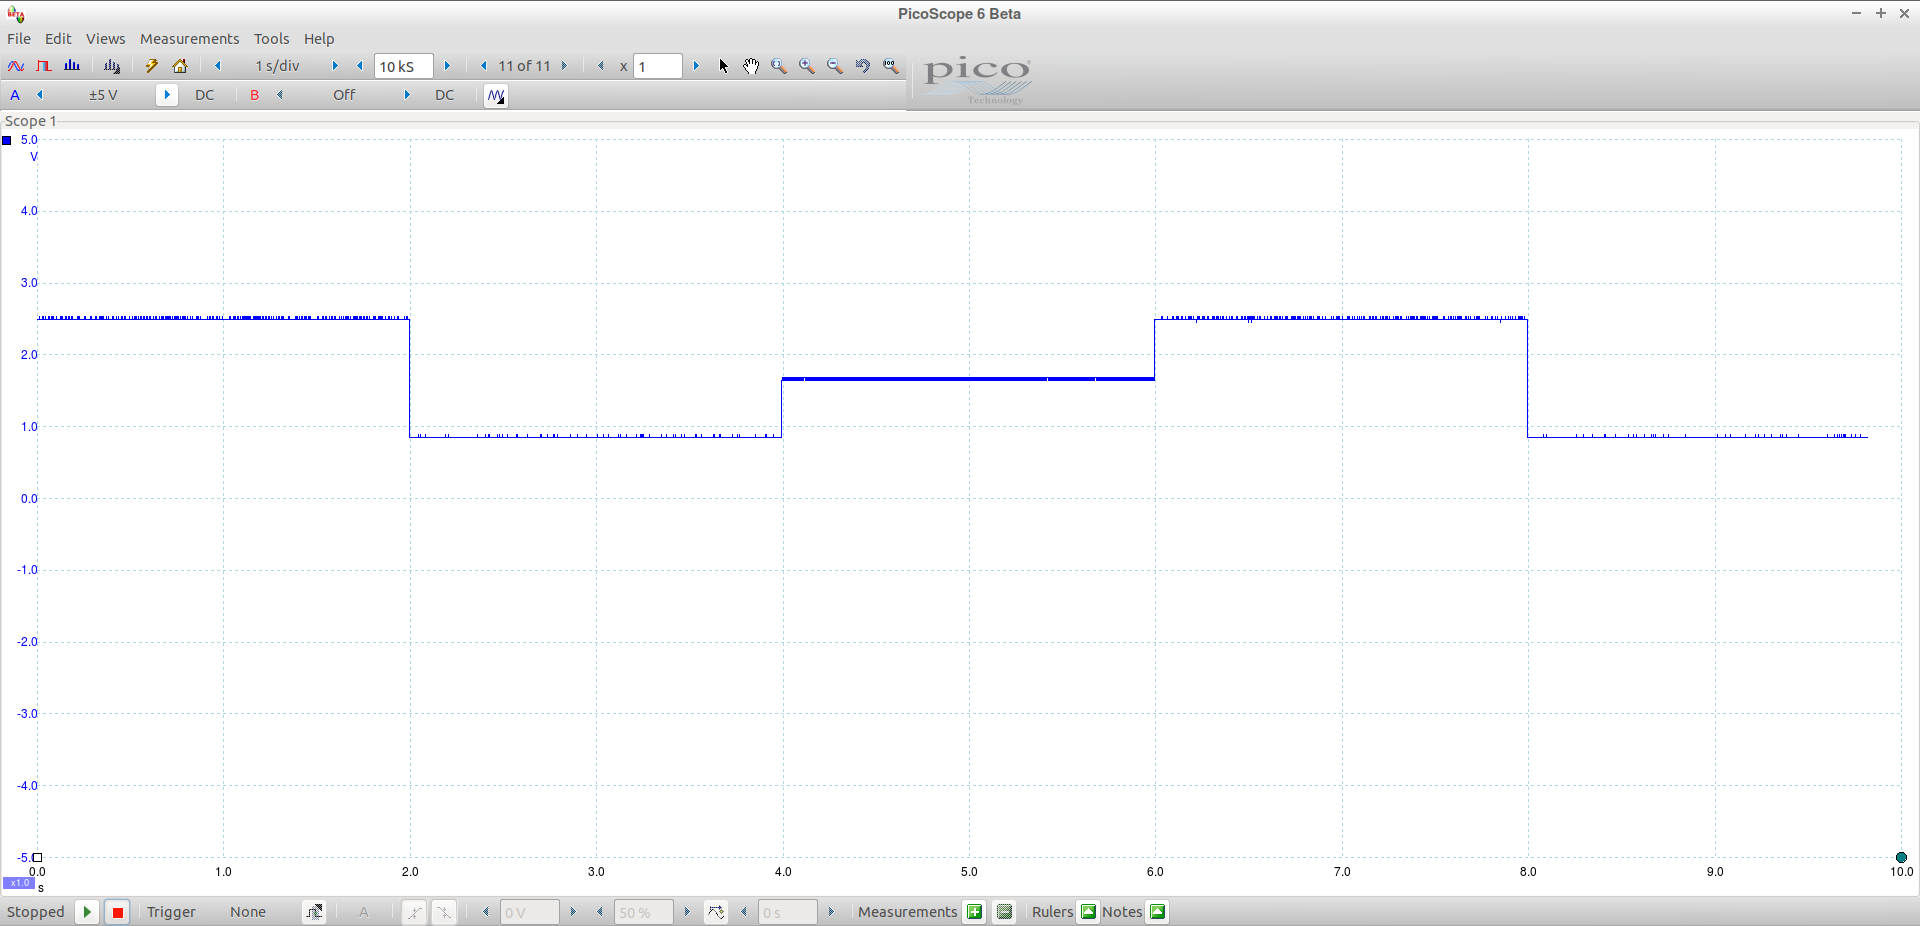 PicoScope 6 Beta
File Edit Views Measurements Tools Help
1 s/div 10 kS 11 of 11 x 1
pico
Technology
A ±5 V DC B Off DC
Scope 1
5.0
V
4.0
3.0
2.0
1.0
0.0
-1.0
-2.0
-3.0
-4.0
-5.0
0.0 1.0 2.0 3.0 4.0 5.0 6.0 7.0 8.0 9.0 10.0
x1.0
s
Stopped Trigger None A 0 V 50 % 0 s Measurements Rulers Notes